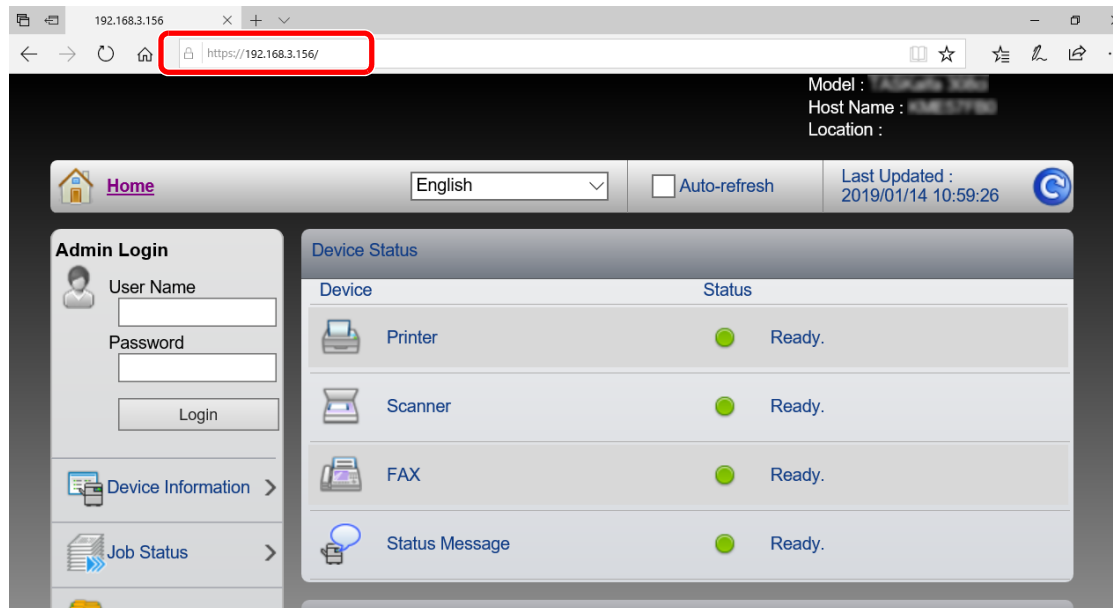 192.168.3.156
https://192.168.3.156/
Model :
Host Name :
Location :
Home
English
Auto-refresh
Last Updated :
2019/01/14 10:59:26
Admin Login
User Name
Password
Login
Device Information
Job Status
Device Status
Device Status
Printer Ready.
Scanner Ready.
FAX Ready.
Status Message Ready.